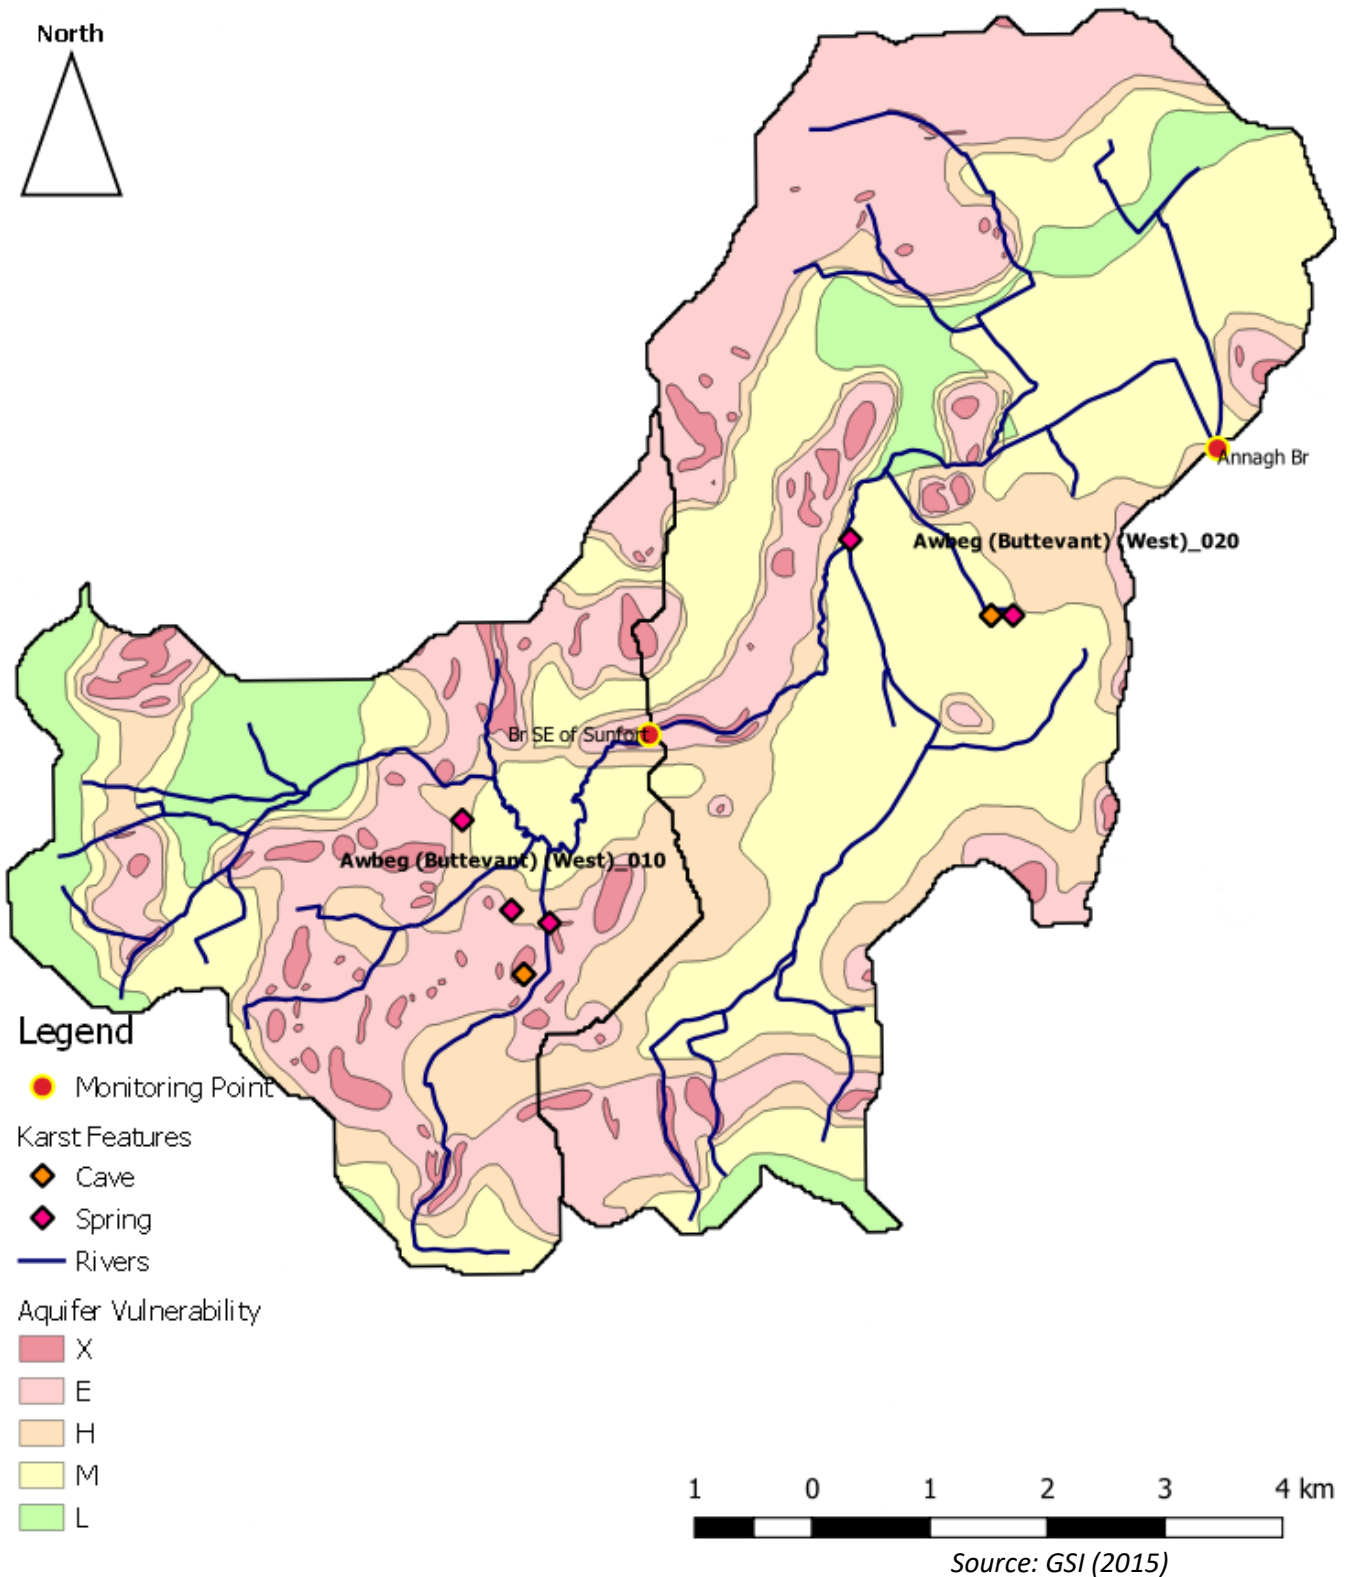 North
Annagh Br
Awbeg (Buttevant) (West)_020
Br SE of Sunfort
Awbeg (Buttevant) (West)_010
Legend
Monitoring Point
Karst Features
Cave
Spring
Rivers
Aquifer Vulnerability
X
E
H
M
L
1 0 1 2 3 4 km
Source: GSI (2015)